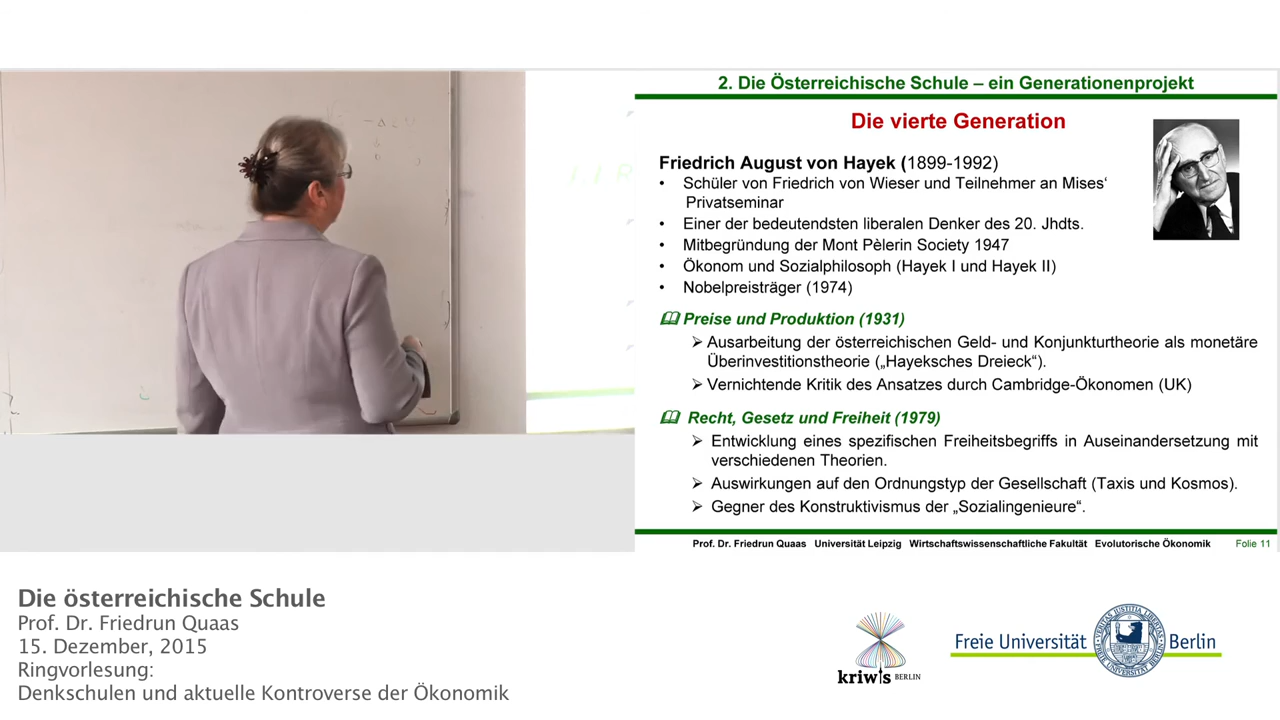 2. Die Österreichische Schule – ein Generationenprojekt
Die vierte Generation
Friedrich August von Hayek (1899-1992)
• Schüler von Friedrich von Wieser und Teilnehmer an Mises‘
Privatseminar
• Einer der bedeutendsten liberalen Denker des 20. Jhdts.
• Mitbegründung der Mont Pèlerin Society 1947
• Ökonom und Sozialphilosoph (Hayek I und Hayek II)
• Nobelpreisträger (1974)
Preise und Produktion (1931)
Ausarbeitung der österreichischen Geld- und Konjunkturtheorie als monetäre
Überinvestitionstheorie („Hayeksches Dreieck“).
Vernichtende Kritik des Ansatzes durch Cambridge-Ökonomen (UK)
Recht, Gesetz und Freiheit (1979)
Entwicklung eines spezifischen Freiheitsbegriffs in Auseinandersetzung mit
verschiedenen Theorien.
Auswirkungen auf den Ordnungstyp der Gesellschaft (Taxis und Kosmos).
Gegner des Konstruktivismus der „Sozialingenieure“.
Prof. Dr. Friedrun Quaas Universität Leipzig Wirtschaftswissenschaftliche Fakultät Evolutorische Ökonomik Folie 11
Die österreichische Schule
Prof. Dr. Friedrun Quaas
15. Dezember, 2015
Ringvorlesung:
Denkschulen und aktuelle Kontroverse der Ökonomik
kriwis BERLIN
Freie Universität Berlin